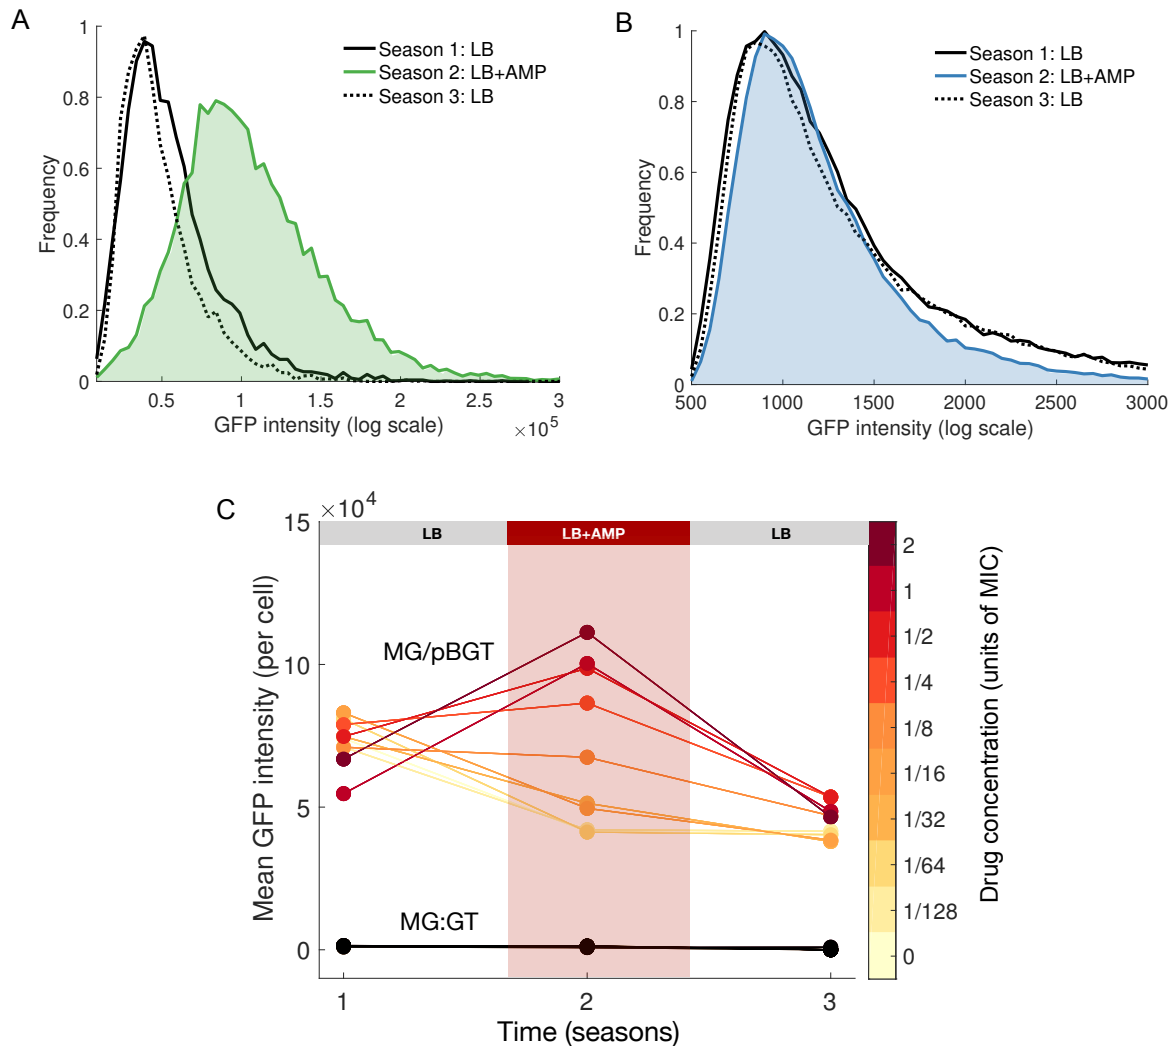 A
Season 1: LB
Season 2: LB+AMP
Season 3: LB
Frequency
1
0.8
0.6
0.4
0.2
0
0.5 1 1.5 2 2.5 3
GFP intensity (log scale)
×10^5
B
Season 1: LB
Season 2: LB+AMP
Season 3: LB
Frequency
1
0.8
0.6
0.4
0.2
0
500 1000 1500 2000 2500 3000
GFP intensity (log scale)
C
×10^4
LB LB+AMP LB
MG/pBGT
MG:GT
Mean GFP intensity (per cell)
15
10
5
0
1 2 3
Time (seasons)
2
1
1/2
1/4
1/8
1/16
1/32
1/64
1/128
0
Drug concentration (units of MIC)